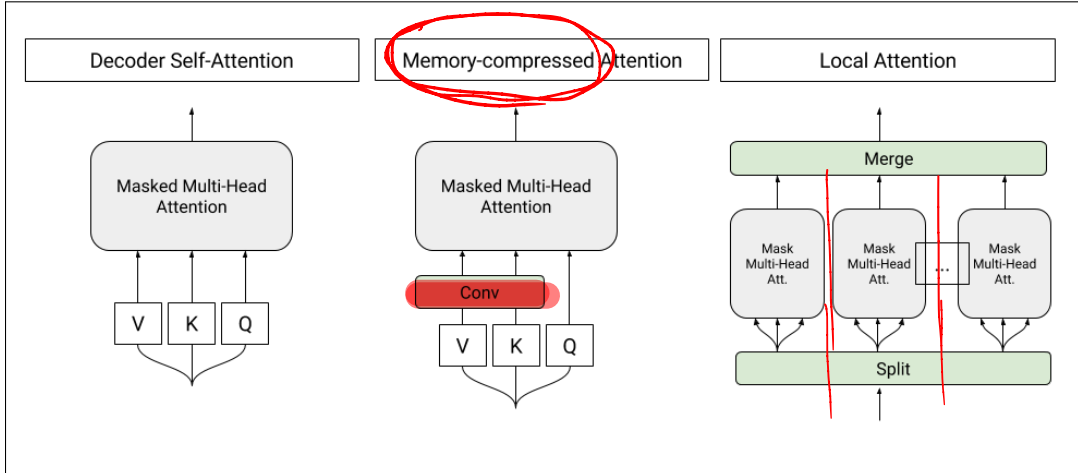 Decoder Self-Attention
Memory-compressed Attention
Local Attention
Masked Multi-Head
Attention
V K Q
Masked Multi-Head
Attention
Conv
V K Q
Merge
Mask
Multi-Head
Att.
Mask
Multi-Head
Att.
...
Mask
Multi-Head
Att.
Split